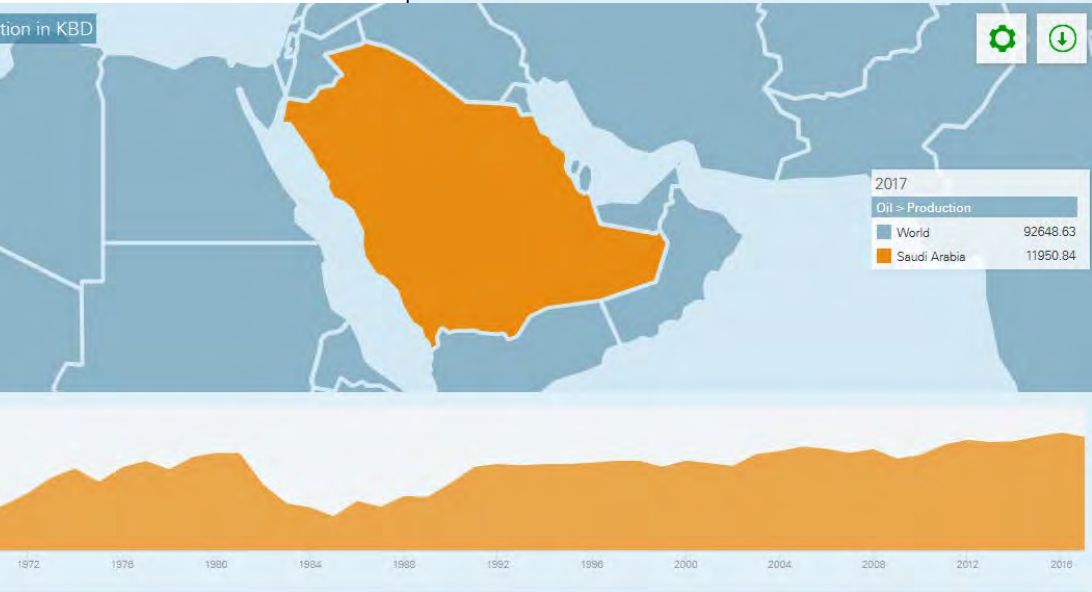 tion in KBD
2017
Oil > Production
World 92648.63
Saudi Arabia 11950.84
1972 1976 1980 1984 1988 1992 1996 2000 2004 2008 2012 2016